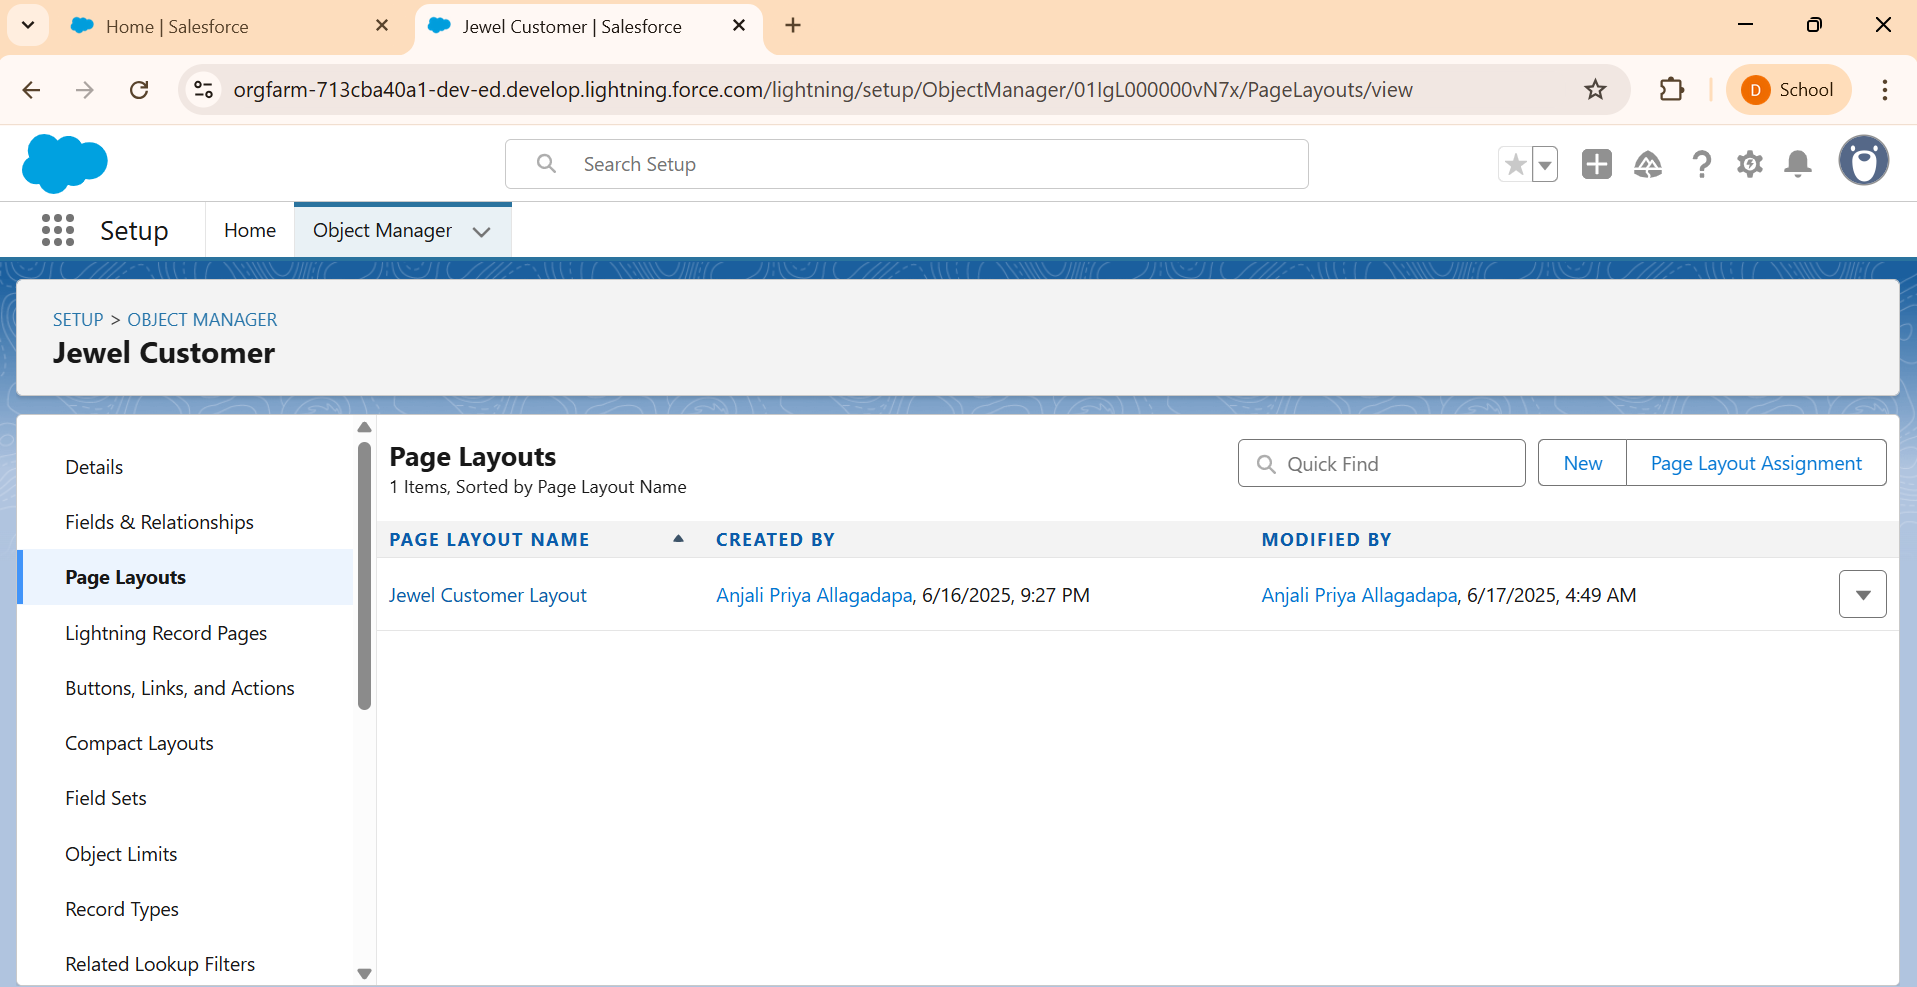 Home | Salesforce
Jewel Customer | Salesforce
orgfarm-713cba40a1-dev-ed.develop.lightning.force.com/lightning/setup/ObjectManager/01IgL000000vN7x/PageLayouts/view
D School
Search Setup
Setup
Home
Object Manager
SETUP > OBJECT MANAGER
Jewel Customer
Details
Fields & Relationships
Page Layouts
Lightning Record Pages
Buttons, Links, and Actions
Compact Layouts
Field Sets
Object Limits
Record Types
Related Lookup Filters
Page Layouts
1 Items, Sorted by Page Layout Name
Quick Find
New
Page Layout Assignment
PAGE LAYOUT NAME CREATED BY MODIFIED BY
Jewel Customer Layout Anjali Priya Allagadapa, 6/16/2025, 9:27 PM Anjali Priya Allagadapa, 6/17/2025, 4:49 AM